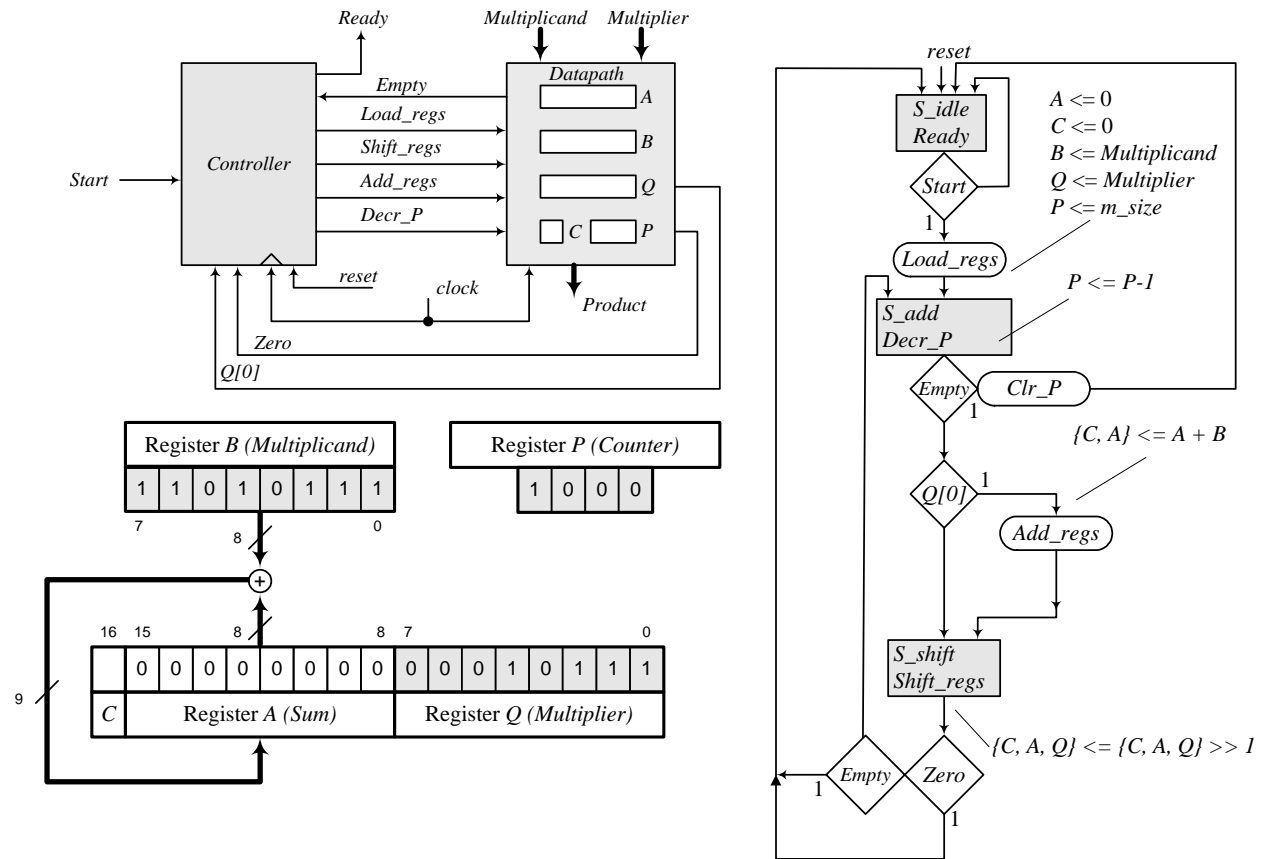 Ready
Multiplicand
Multiplier
Controller
Start
Empty
Load_regs
Shift_regs
Add_regs
Decr_P
Datapath
A
B
Q
C
P
reset
clock
Product
Zero
Q[0]
Register B (Multiplicand)
1 1 0 1 0 1 1 1
7
8
0
Register P (Counter)
1 0 0 0
+
16
15
8
8
7
0
0 0 0 0 0 0 0 0 0 0 0 1 0 1 1 1
9
C
Register A (Sum)
Register Q (Multiplier)
reset
S_idle
Ready
Start
1
Load_regs
A <= 0
C <= 0
B <= Multiplicand
Q <= Multiplier
P <= m_size
S_add
Decr_P
P <= P-1
Empty
1
Clr_P
{C, A} <= A + B
Q[0]
1
Add_regs
S_shift
Shift_regs
{C, A, Q} <= {C, A, Q} >> 1
Empty
1
Zero
1